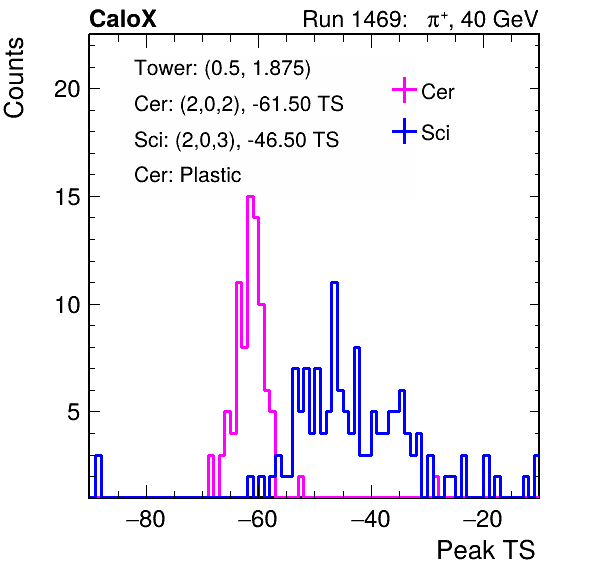 CaloX Run 1469: π⁺, 40 GeV
Counts
Tower: (0.5, 1.875)
Cer: (2,0,2), -61.50 TS
Sci: (2,0,3), -46.50 TS
Cer: Plastic
Cer
Sci
20
15
10
5
−80 −60 −40 −20
Peak TS